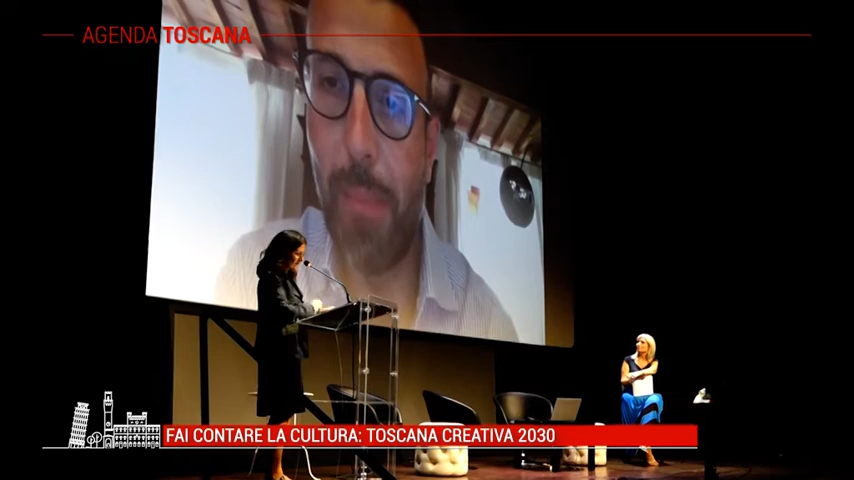 AGENDA TOSCANA
FAI CONTARE LA CULTURA: TOSCANA CREATIVA 2030